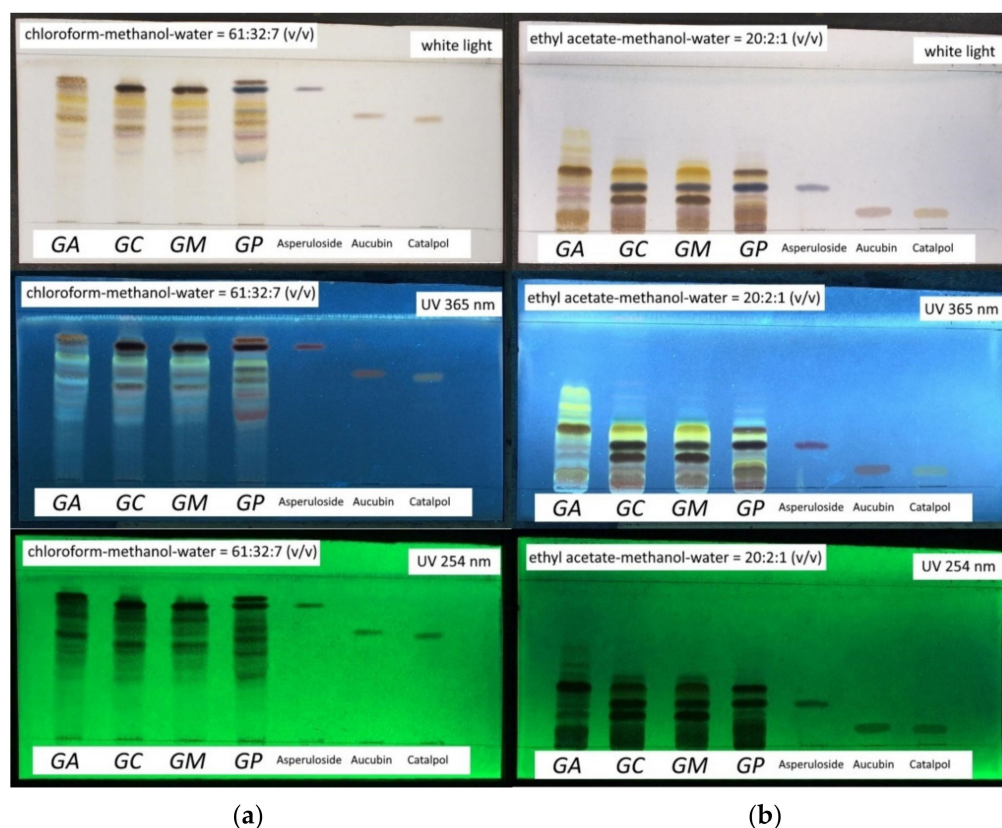 chloroform-methanol-water = 61:32:7 (v/v)
white light
GA GC GM GP Asperuloside Aucubin Catalpol
ethyl acetate-methanol-water = 20:2:1 (v/v)
white light
GA GC GM GP Asperuloside Aucubin Catalpol
chloroform-methanol-water = 61:32:7 (v/v)
UV 365 nm
GA GC GM GP Asperuloside Aucubin Catalpol
ethyl acetate-methanol-water = 20:2:1 (v/v)
UV 365 nm
GA GC GM GP Asperuloside Aucubin Catalpol
chloroform-methanol-water = 61:32:7 (v/v)
UV 254 nm
GA GC GM GP Asperuloside Aucubin Catalpol
ethyl acetate-methanol-water = 20:2:1 (v/v)
UV 254 nm
GA GC GM GP Asperuloside Aucubin Catalpol
(a) (b)